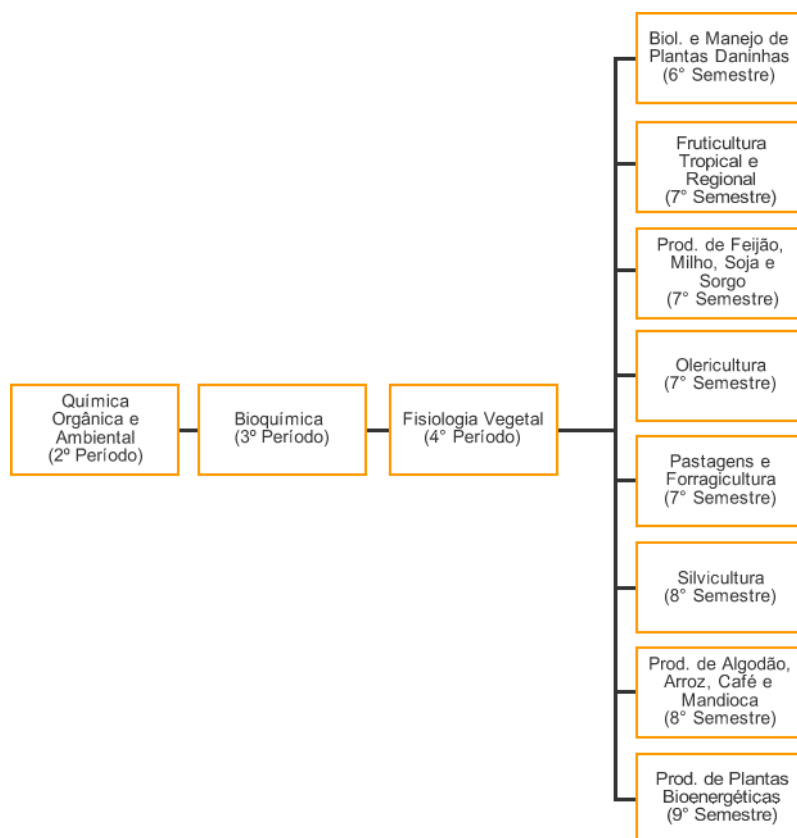 Química
Orgânica e
Ambiental
(2º Período)
Bioquímica
(3º Período)
Fisiologia Vegetal
(4° Período)
Biol. e Manejo de
Plantas Daninhas
(6° Semestre)
Fruticultura
Tropical e
Regional
(7° Semestre)
Prod. de Feijão,
Milho, Soja e
Sorgo
(7° Semestre)
Olericultura
(7° Semestre)
Pastagens e
Forragicultura
(7° Semestre)
Silvicultura
(8° Semestre)
Prod. de Algodão,
Arroz, Café e
Mandioca
(8° Semestre)
Prod. de Plantas
Bioenergéticas
(9° Semestre)